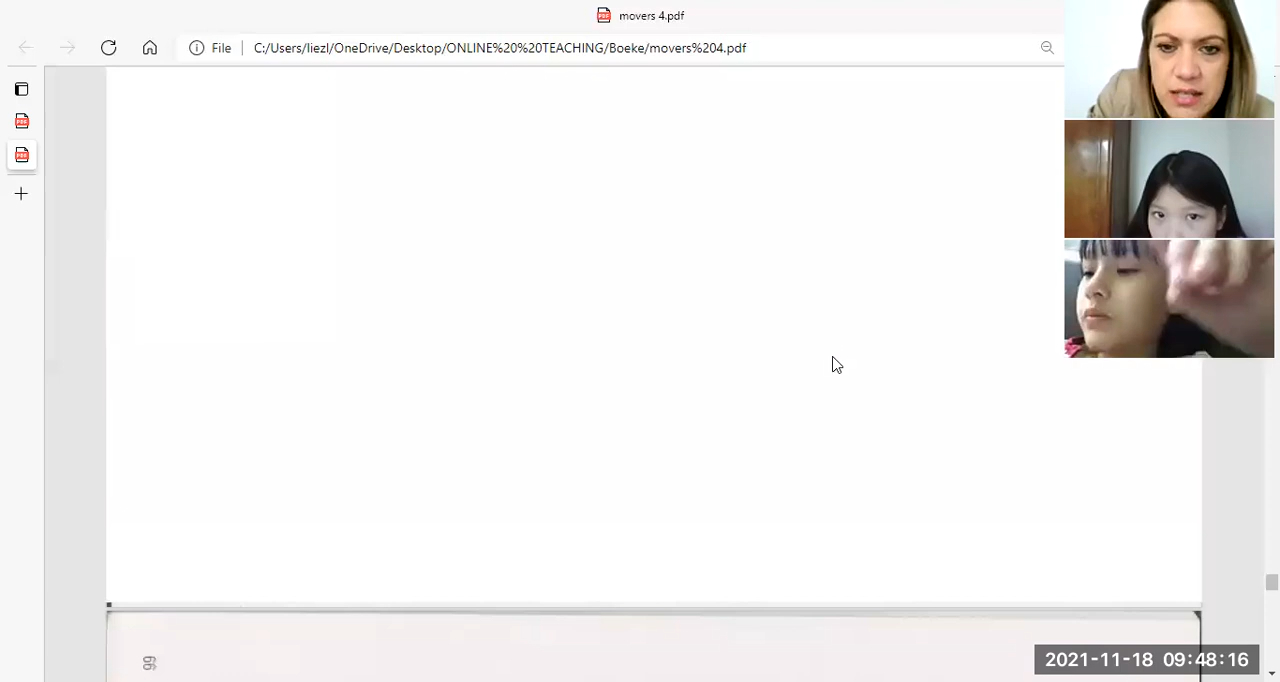 movers 4.pdf
File
C:/Users/liezl/OneDrive/Desktop/ONLINE%20%20TEACHING/Boeke/movers%204.pdf
99
2021-11-18 09:48:16